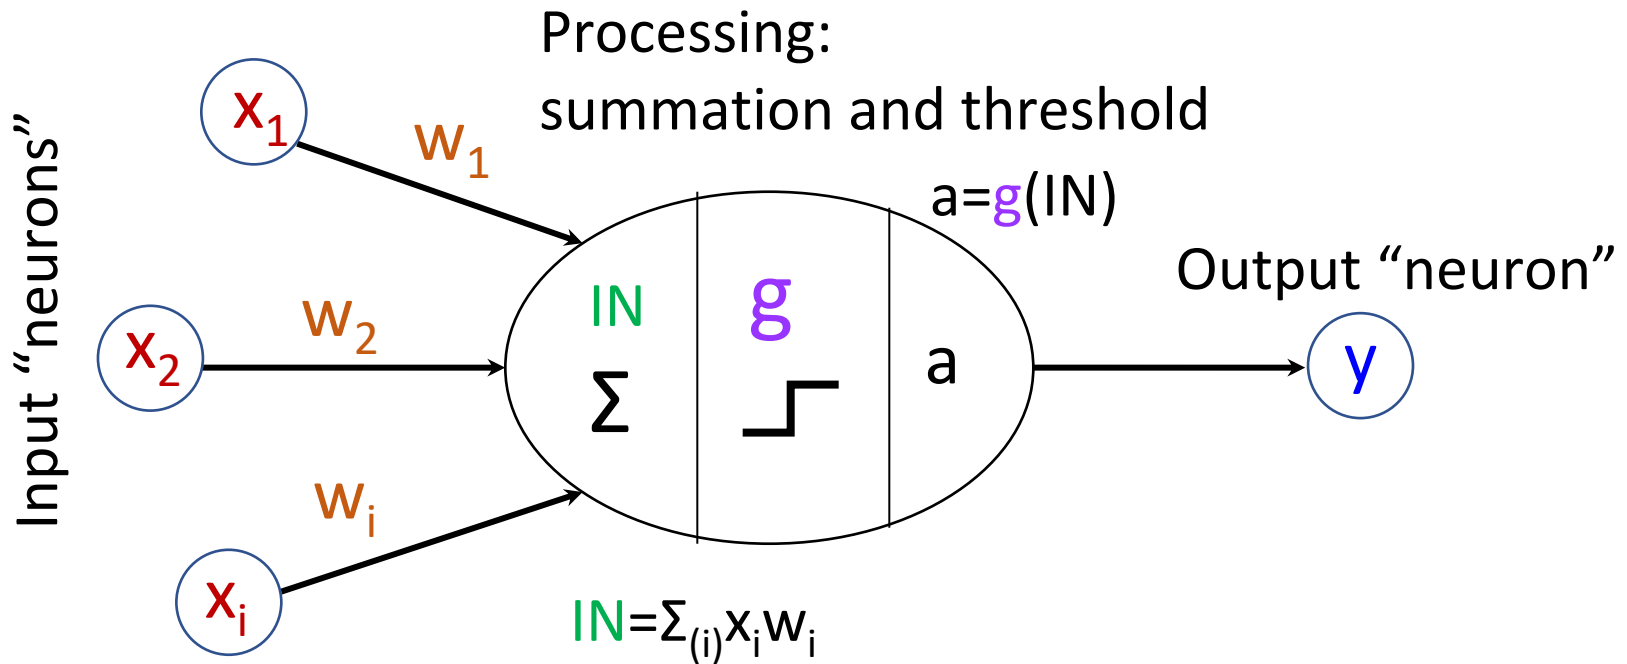 Processing:
summation and threshold
Input “neurons”
x₁
w₁
a=g(IN)
x₂
w₂
IN
Σ
g
a
Output “neuron”
y
xᵢ
wᵢ
IN=Σ₍ᵢ₎xᵢwᵢ